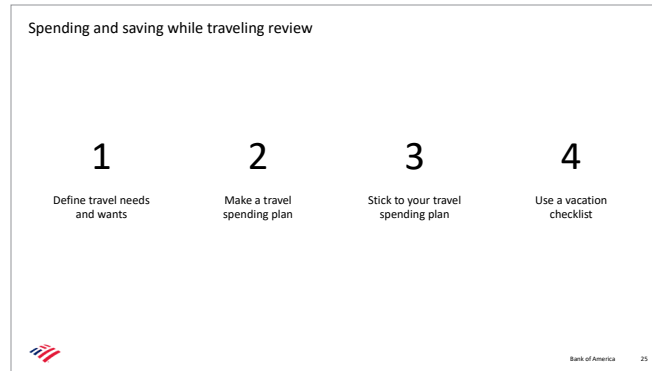 Spending and saving while traveling review
1
Define travel needs
and wants
2
Make a travel
spending plan
3
Stick to your travel
spending plan
4
Use a vacation
checklist
Bank of America 25